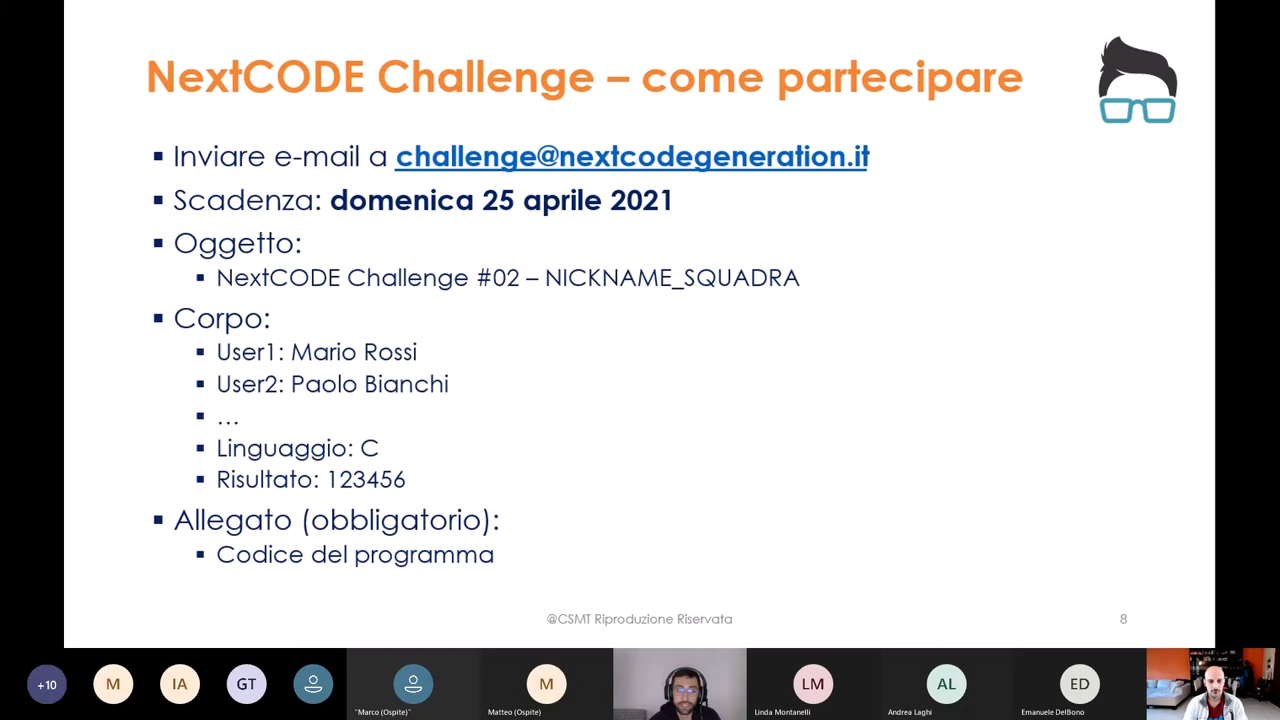 NextCODE Challenge – come partecipare
▪ Inviare e-mail a challenge@nextcodegeneration.it
▪ Scadenza: domenica 25 aprile 2021
▪ Oggetto:
▪ NextCODE Challenge #02 – NICKNAME_SQUADRA
▪ Corpo:
▪ User1: Mario Rossi
▪ User2: Paolo Bianchi
▪ …
▪ Linguaggio: C
▪ Risultato: 123456
▪ Allegato (obbligatorio):
▪ Codice del programma
@CSMT Riproduzione Riservata
8
+10
M
IA
GT
M
LM
AL
ED
"Marco (Ospite)"
Matteo (Ospite)
Linda Montanelli
Andrea Laghi
Emanuele DelBono